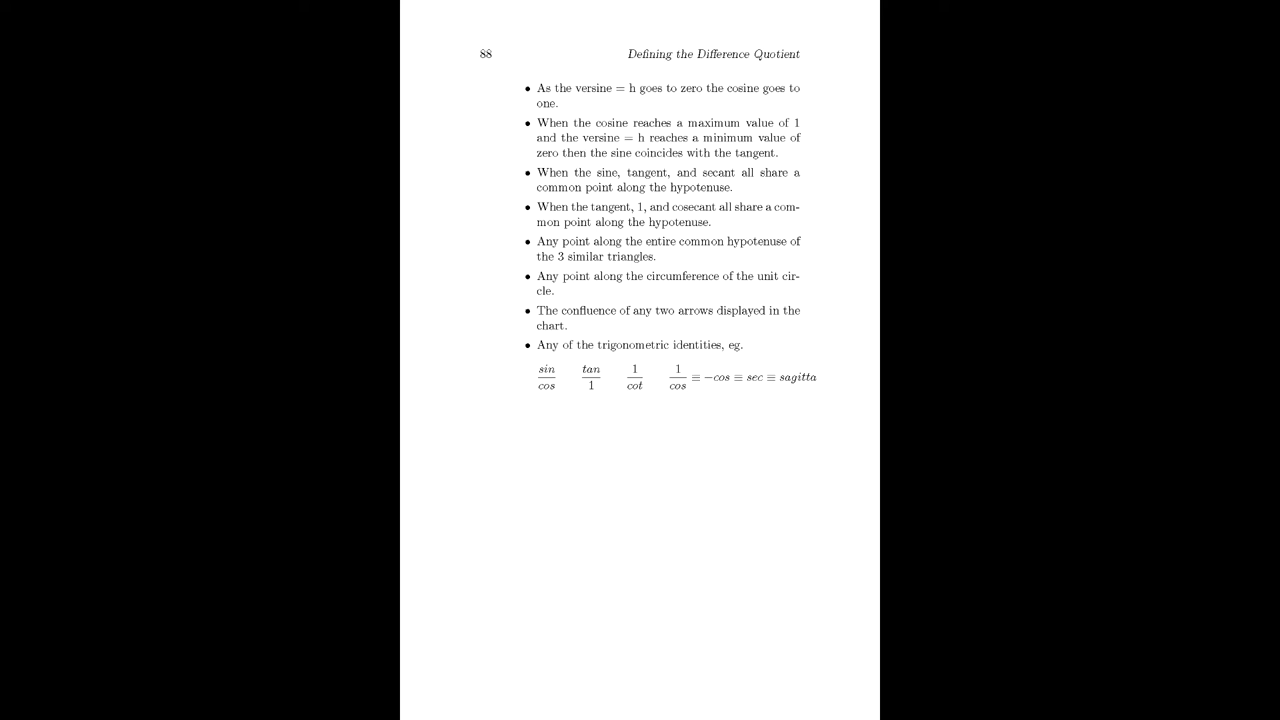 88 Defining the Difference Quotient
• As the versine = h goes to zero the cosine goes to
one.
• When the cosine reaches a maximum value of 1
and the versine = h reaches a minimum value of
zero then the sine coincides with the tangent.
• When the sine, tangent, and secant all share a
common point along the hypotenuse.
• When the tangent, 1, and cosecant all share a com-
mon point along the hypotenuse.
• Any point along the entire common hypotenuse of
the 3 similar triangles.
• Any point along the circumference of the unit cir-
cle.
• The confluence of any two arrows displayed in the
chart.
• Any of the trigonometric identities, eg.
sin/cos tan/1 1/cot 1/cos ≡ −cos ≡ sec ≡ sagitta